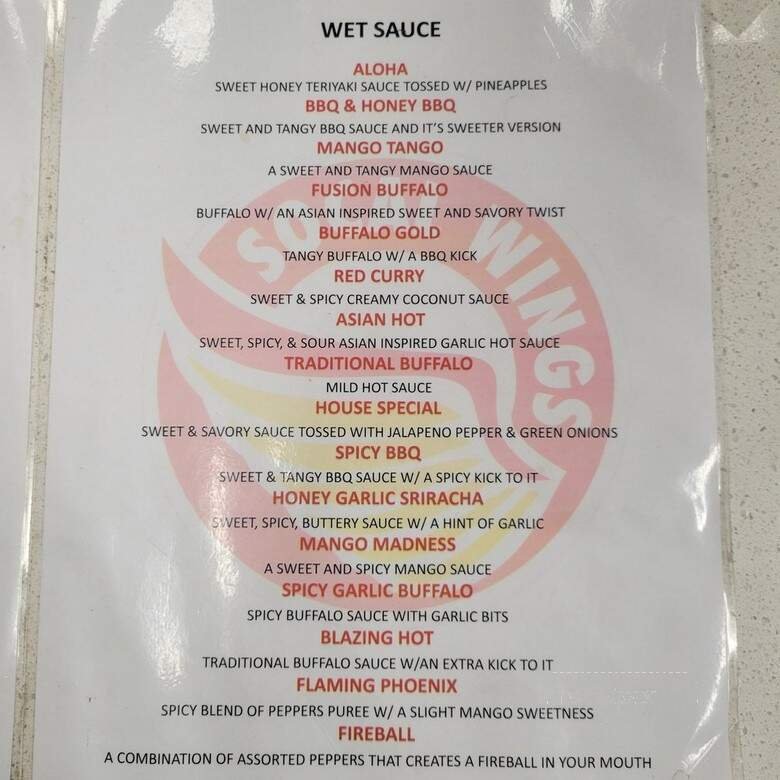 WET SAUCE
ALOHA
SWEET HONEY TERIYAKI SAUCE TOSSED W/ PINEAPPLES
BBQ & HONEY BBQ
SWEET AND TANGY BBQ SAUCE AND IT'S SWEETER VERSION
MANGO TANGO
A SWEET AND TANGY MANGO SAUCE
FUSION BUFFALO
BUFFALO W/ AN ASIAN INSPIRED SWEET AND SAVORY TWIST
BUFFALO GOLD
TANGY BUFFALO W/ A BBQ KICK
RED CURRY
SWEET & SPICY CREAMY COCONUT SAUCE
ASIAN HOT
SWEET, SPICY, & SOUR ASIAN INSPIRED GARLIC HOT SAUCE
TRADITIONAL BUFFALO
MILD HOT SAUCE
HOUSE SPECIAL
SWEET & SAVORY SAUCE TOSSED WITH JALAPENO PEPPER & GREEN ONIONS
SPICY BBQ
SWEET & TANGY BBQ SAUCE W/ A SPICY KICK TO IT
HONEY GARLIC SRIRACHA
SWEET, SPICY, BUTTERY SAUCE W/ A HINT OF GARLIC
MANGO MADNESS
A SWEET AND SPICY MANGO SAUCE
SPICY GARLIC BUFFALO
SPICY BUFFALO SAUCE WITH GARLIC BITS
BLAZING HOT
TRADITIONAL BUFFALO SAUCE W/AN EXTRA KICK TO IT
FLAMING PHOENIX
SPICY BLEND OF PEPPERS PUREE W/ A SLIGHT MANGO SWEETNESS
FIREBALL
A COMBINATION OF ASSORTED PEPPERS THAT CREATES A FIREBALL IN YOUR MOUTH
WINGS